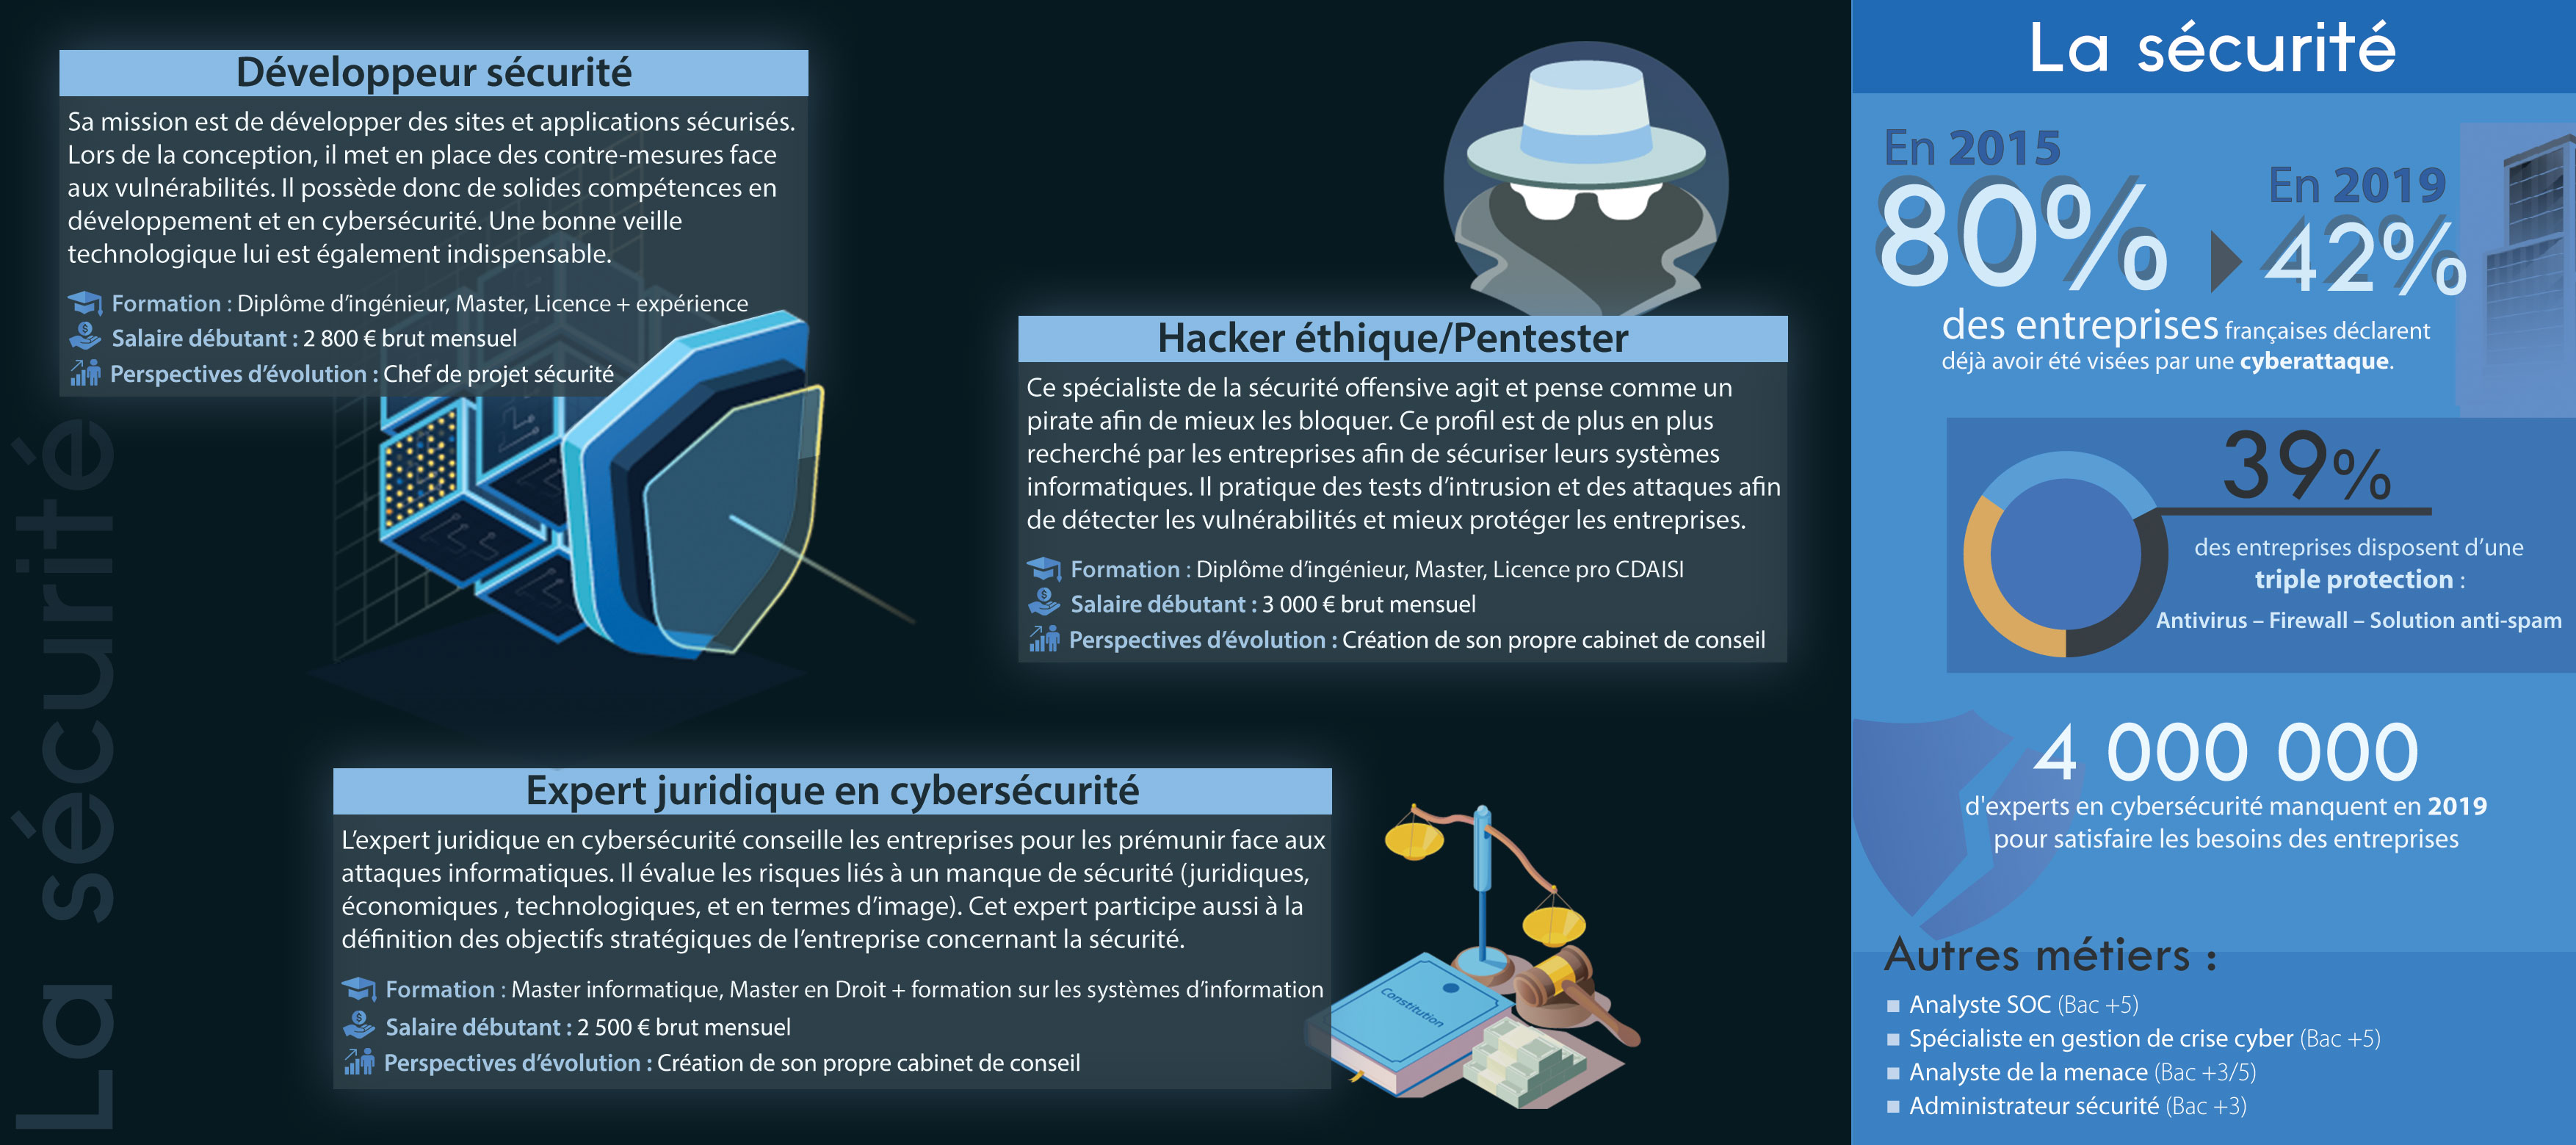 La sécurité
Développeur sécurité
Sa mission est de développer des sites et applications sécurisés.
Lors de la conception, il met en place des contre-mesures face
aux vulnérabilités. Il possède donc de solides compétences en
développement et en cybersécurité. Une bonne veille
technologique lui est également indispensable.
Formation : Diplôme d’ingénieur, Master, Licence + expérience
Salaire débutant : 2 800 € brut mensuel
Perspectives d’évolution : Chef de projet sécurité
Hacker éthique/Pentester
Ce spécialiste de la sécurité offensive agit et pense comme un
pirate afin de mieux les bloquer. Ce profil est de plus en plus
recherché par les entreprises afin de sécuriser leurs systèmes
informatiques. Il pratique des tests d’intrusion et des attaques afin
de détecter les vulnérabilités et mieux protéger les entreprises.
Formation : Diplôme d’ingénieur, Master, Licence pro CDAISI
Salaire débutant : 3 000 € brut mensuel
Perspectives d’évolution : Création de son propre cabinet de conseil
Expert juridique en cybersécurité
L’expert juridique en cybersécurité conseille les entreprises pour les prémunir face aux
attaques informatiques. Il évalue les risques liés à un manque de sécurité (juridiques,
économiques , technologiques, et en termes d’image). Cet expert participe aussi à la
définition des objectifs stratégiques de l’entreprise concernant la sécurité.
Formation : Master informatique, Master en Droit + formation sur les systèmes d’information
Salaire débutant : 2 500 € brut mensuel
Perspectives d’évolution : Création de son propre cabinet de conseil
Constitution
La sécurité
En 2015
80%
En 2019
42%
des entreprises françaises déclarent
déjà avoir été visées par une cyberattaque.
39%
des entreprises disposent d’une
triple protection :
Antivirus – Firewall – Solution anti-spam
4 000 000
d'experts en cybersécurité manquent en 2019
pour satisfaire les besoins des entreprises
Autres métiers :
■ Analyste SOC (Bac +5)
■ Spécialiste en gestion de crise cyber (Bac +5)
■ Analyste de la menace (Bac +3/5)
■ Administrateur sécurité (Bac +3)